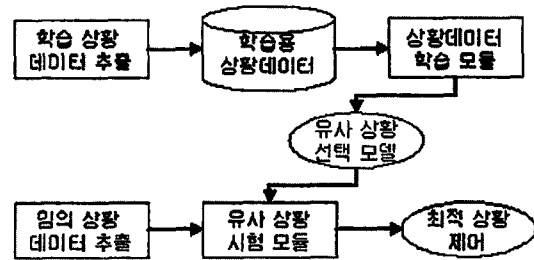 학습 상황
데이터 추출
학습용
상황데이터
상황데이터
학습 모듈
유사 상황
선택 모델
임의 상황
데이터 추출
유사 상황
시험 모듈
최적 상황
제어